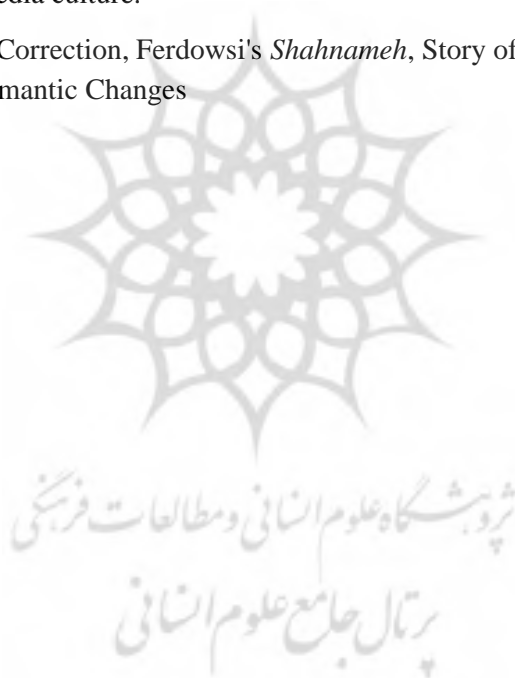 edia culture.
Correction, Ferdowsi's Shahnameh, Story of
mantic Changes
پژوهشگاه علوم انسانی و مطالعات فرهنگی
پرتال جامع علوم انسانی